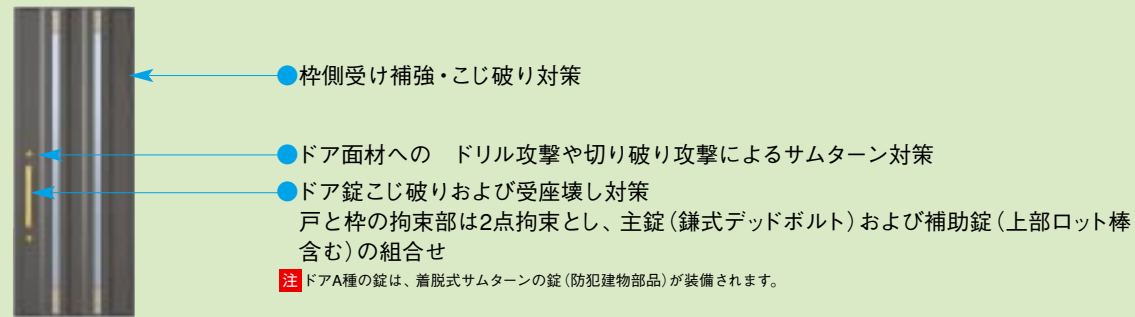 ●枠側受け補強・こじ破り対策
●ドア面材への　ドリル攻撃や切り破り攻撃によるサムターン対策
●ドア錠こじ破りおよび受座壊し対策
戸と枠の拘束部は2点拘束とし、主錠（鎌式デッドボルト）および補助錠（上部ロット棒
含む）の組合せ
注 ドアA種の錠は、着脱式サムターンの錠（防犯建物部品）が装備されます。